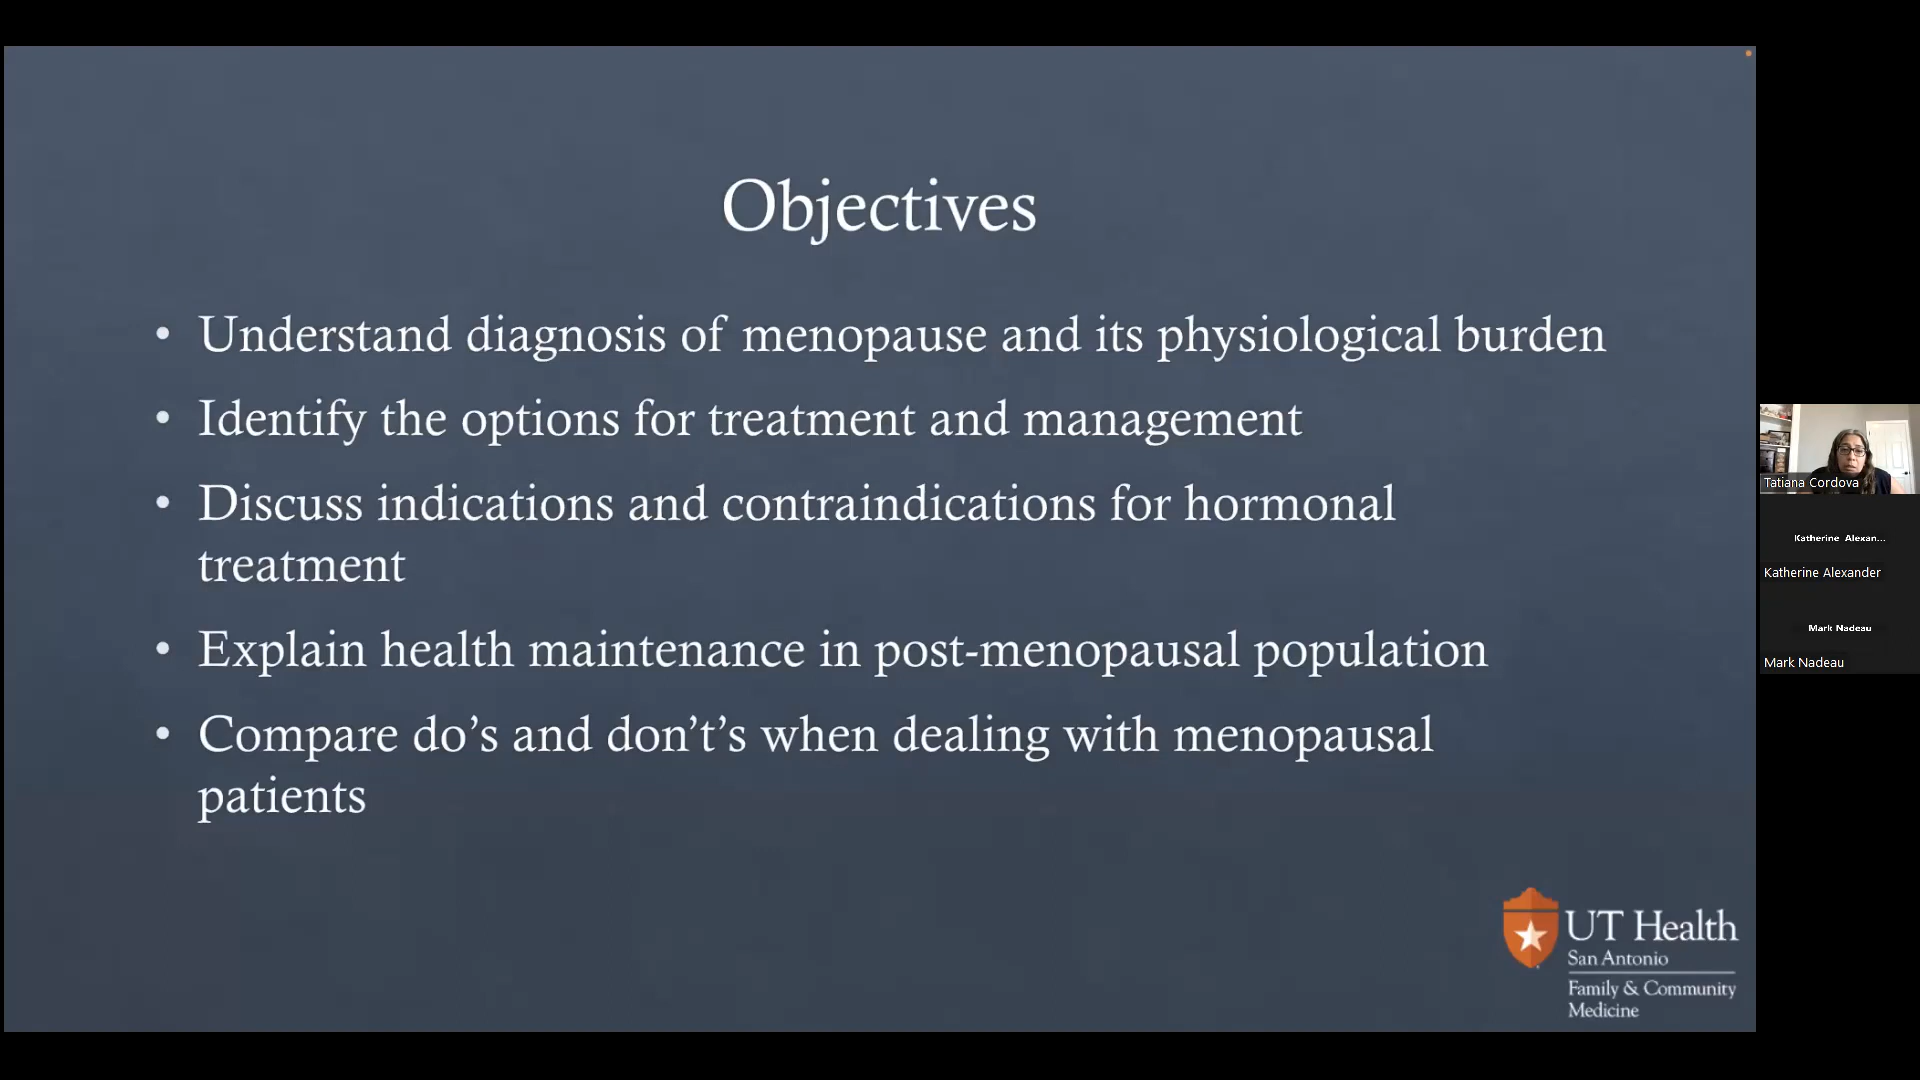 Objectives
• Understand diagnosis of menopause and its physiological burden
• Identify the options for treatment and management
• Discuss indications and contraindications for hormonal
treatment
• Explain health maintenance in post-menopausal population
• Compare do’s and don’t’s when dealing with menopausal
patients
UT Health
San Antonio
Family & Community
Medicine
Tatiana Cordova
Katherine Alexan...
Katherine Alexander
Mark Nadeau
Mark Nadeau